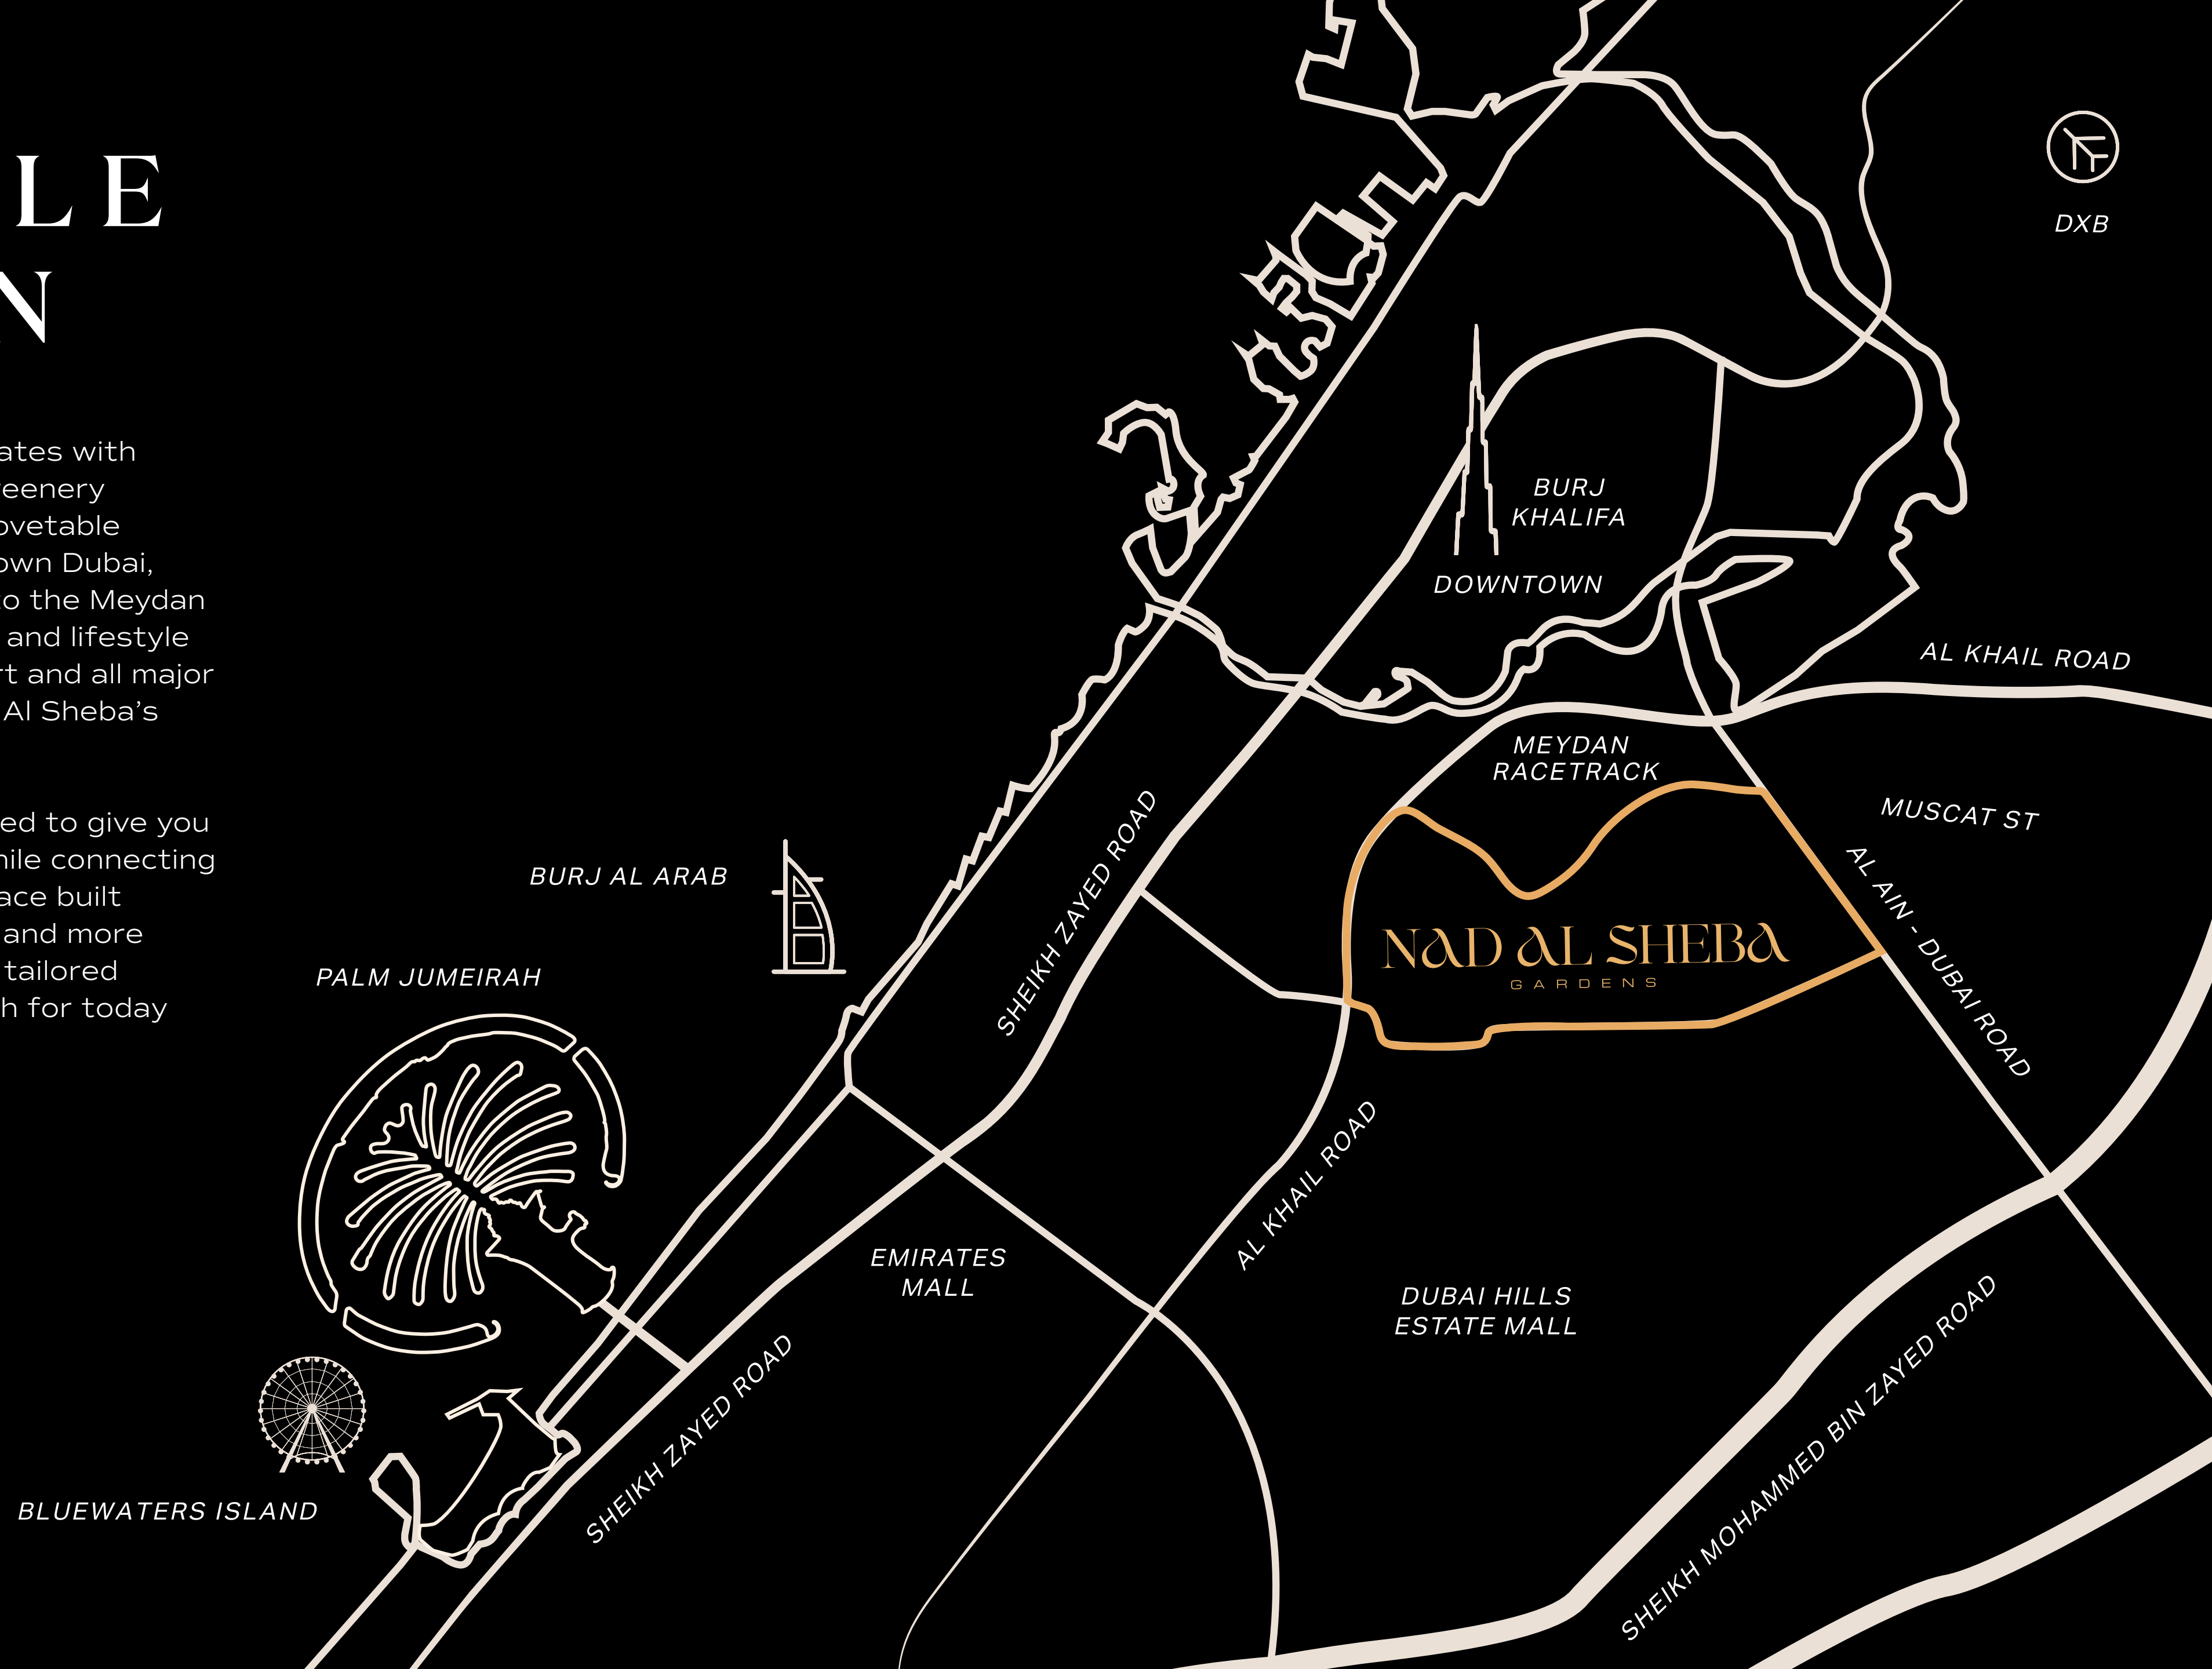 LE
N
ates with
reenery
ovetable
own Dubai,
to the Meydan
and lifestyle
rt and all major
Al Sheba's
ed to give you
hile connecting
ace built
and more
tailored
h for today
DXB
BURJ
KHALIFA
DOWNTOWN
AL KHAIL ROAD
MEYDAN
RACETRACK
MUSCAT ST
AL AIN - DUBAI ROAD
NAD AL SHEBA
GARDENS
SHEIKH ZAYED ROAD
BURJ AL ARAB
PALM JUMEIRAH
AL KHAIL ROAD
EMIRATES
MALL
DUBAI HILLS
ESTATE MALL
SHEIKH ZAYED ROAD
SHEIKH MOHAMMED BIN ZAYED ROAD
BLUEWATERS ISLAND